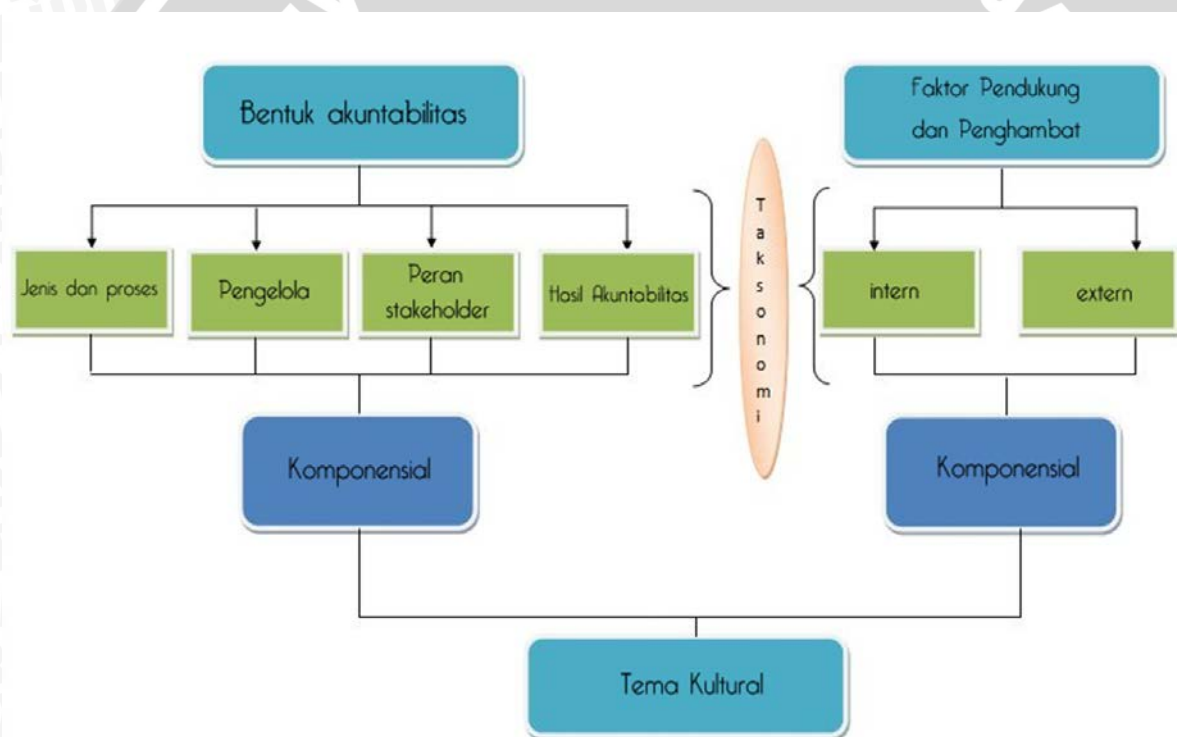 Bentuk akuntabilitas
Faktor Pendukung
dan Penghambat
Jenis dan proses
Pengelola
Peran
stakeholder
Hasil Akuntabilitas
Taksonomi
intern
extern
Komponensial
Komponensial
Tema Kultural